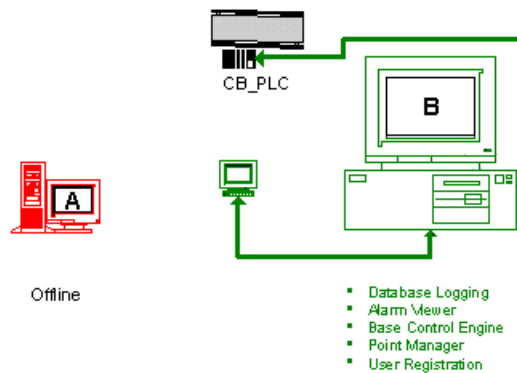 CB_PLC
B
A
Offline
▪ Database Logging
▪ Alarm Viewer
▪ Base Control Engine
▪ Point Manager
▪ User Registration